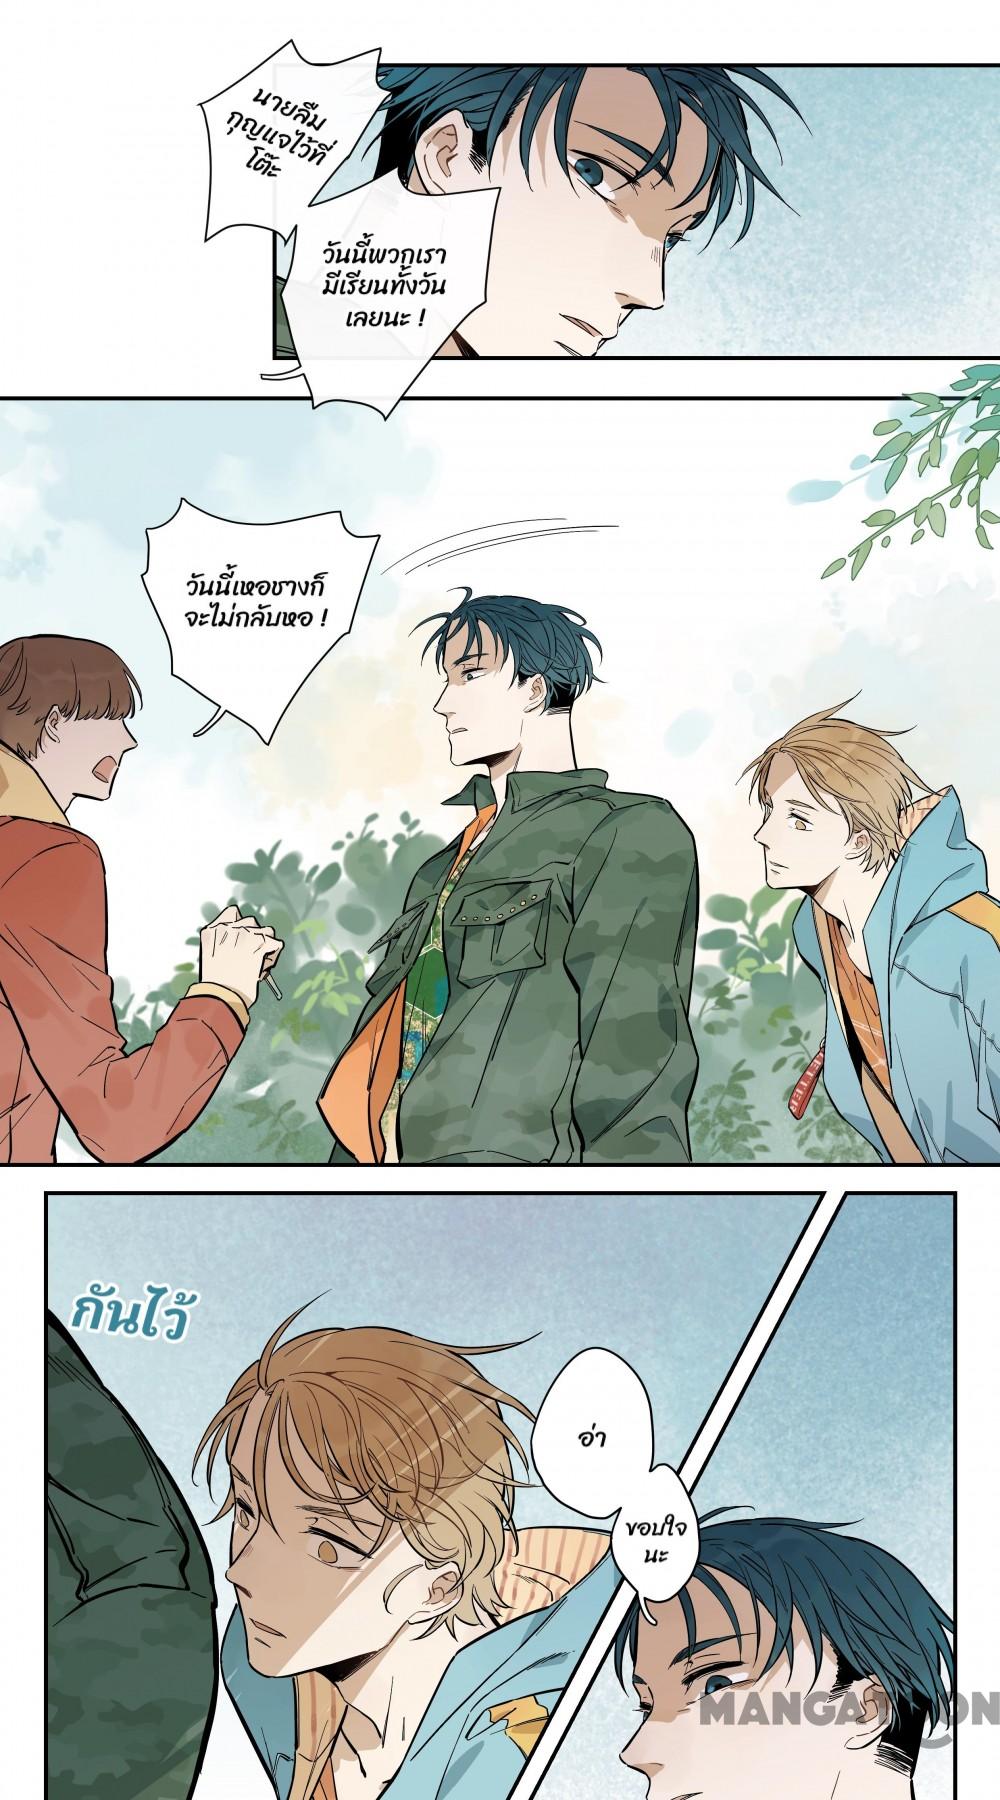 นายลืม
กุญแจไว้ที่
โต๊ะ
วันนี้พวกเรา
มีเรียนทั้งวัน
เลยนะ !
วันนี้เหอชางก็
จะไม่กลับหอ !
กันไว้
อ่า
ขอบใจ
นะ